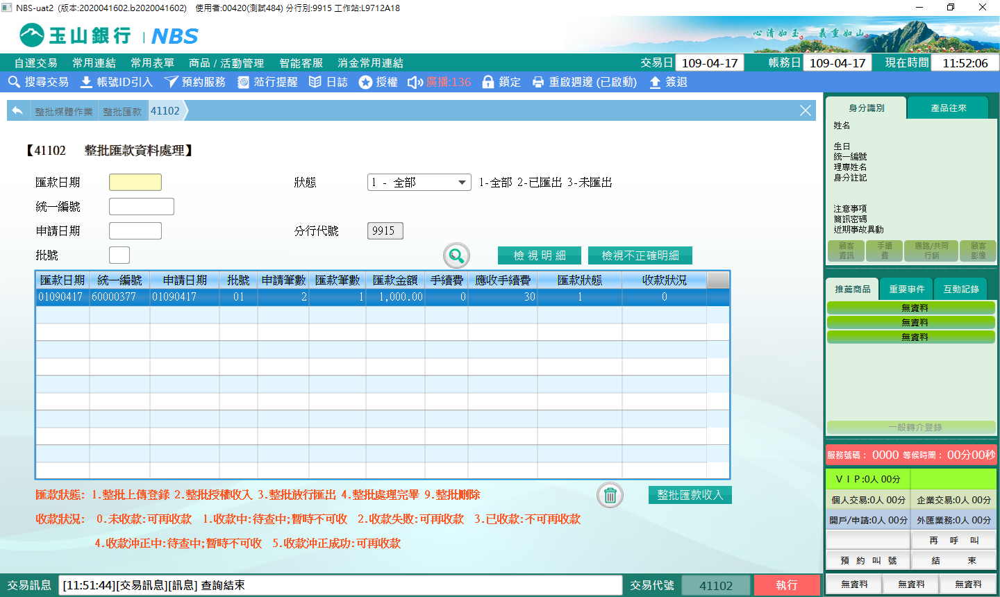 NBS-uat2 (版本:2020041602.b2020041602) 使用者:00420(測試484) 分行別:9915 工作站:L9712A18
玉山銀行 | NBS
心清如玉。義重如山。
自選交易 常用連結 常用表單 商品 / 活動管理 智能客服 消金常用連結 交易日 109-04-17 帳務日 109-04-17 現在時間 11:52:06
搜尋交易 帳號ID引入 預約服務 蒞行提醒 日誌 授權 廣播:136 鎖定 重啟週邊 (已啟動) 簽退
整批媒體作業 整批匯款 41102
【41102 整批匯款資料處理】
匯款日期 狀態 1 - 全部 1-全部 2-已匯出 3-未匯出
統一編號
申請日期 分行代號 9915
批號 檢 視 明 細 檢視不正確明細
匯款日期 統一編號 申請日期 批號 申請筆數 匯款筆數 匯款金額 手續費 應收手續費 匯款狀態 收款狀況
01090417 60000377 01090417 01 2 1 1,000.00 0 30 1 0
匯款狀態: 1.整批上傳登錄 2.整批授權收入 3.整批放行匯出 4.整批處理完畢 9.整批刪除
整批匯款收入
收款狀況: 0.未收款:可再收款 1.收款中:待查中;暫時不可收 2.收款失敗:可再收款 3.已收款:不可再收款
4.收款沖正中:待查中;暫時不可收 5.收款沖正成功:可再收款
交易訊息 [11:51:44][交易訊息][訊息] 查詢結束 交易代號 41102 執行
身分識別 產品往來
姓名
生日
統一編號
理專姓名
身分註記
注意事項
簡訊密碼
近期事故異動
顧客資訊 手續費 通路/共同行銷 顧客影像
推薦商品 重要事件 互動記錄
無資料
無資料
無資料
一般轉介登錄
服務號碼： 0000 等候時間： 00分00秒
ＶＩＰ:0人 00分
個人交易:0人 00分 企業交易:0人 00分
開戶/申請:0人 00分 外匯業務:0人 00分
再 呼 叫
預 約 叫 號 結 束
無資料 無資料 無資料